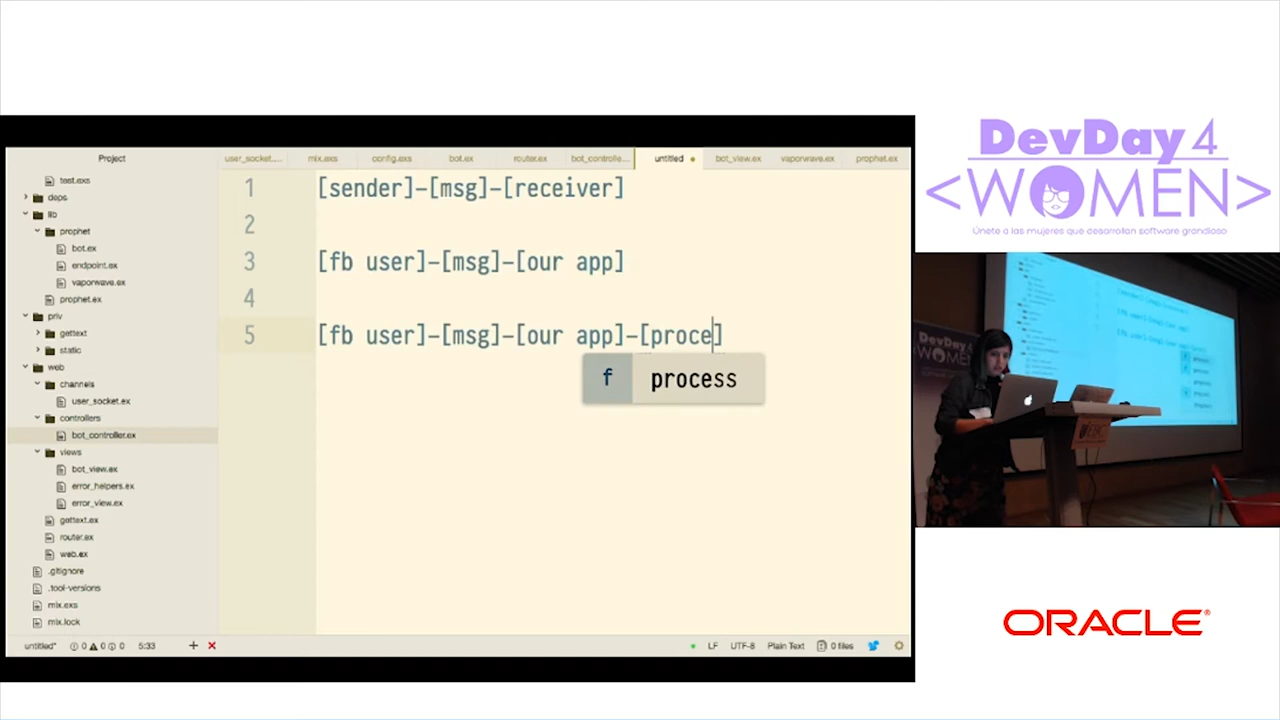 Project
user_socket.... mix.exs config.exs bot.ex router.ex bot_controlle... untitled bot_view.ex vaporwave.ex prophet.ex
test.exs
deps
lib
prophet
bot.ex
endpoint.ex
vaporwave.ex
prophet.ex
priv
gettext
static
web
channels
user_socket.ex
controllers
bot_controller.ex
views
bot_view.ex
error_helpers.ex
error_view.ex
gettext.ex
router.ex
web.ex
.gitignore
.tool-versions
mix.exs
mix.lock
1 [sender]-[msg]-[receiver]
2
3 [fb user]-[msg]-[our app]
4
5 [fb user]-[msg]-[our app]-[proce]
f process
untitled* 0 0 0 5:33 + LF UTF-8 Plain Text 0 files
DevDay 4
<WOMEN>
Únete a las mujeres que desarrollan software grandioso
DevDay 4
WOMEN
EBC
ORACLE®